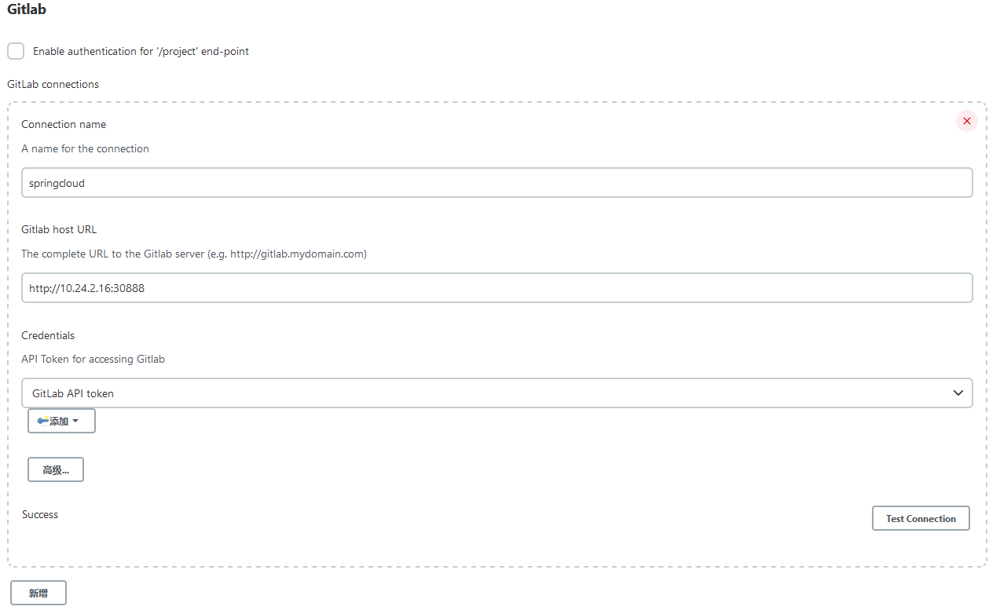 Gitlab
Enable authentication for '/project' end-point
GitLab connections
Connection name
A name for the connection
springcloud
Gitlab host URL
The complete URL to the Gitlab server (e.g. http://gitlab.mydomain.com)
http://10.24.2.16:30888
Credentials
API Token for accessing Gitlab
GitLab API token
添加
高级...
Success
Test Connection
新增